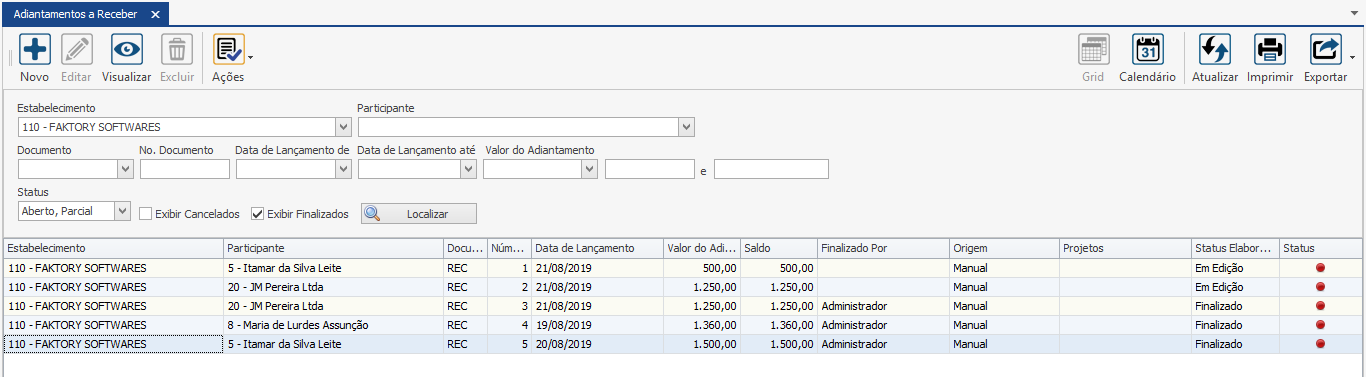 Adiantamentos a Receber
Novo Editar Visualizar Excluir Ações Grid 31 Calendário Atualizar Imprimir Exportar
Estabelecimento Participante
110 - FAKTORY SOFTWARES
Documento No. Documento Data de Lançamento de Data de Lançamento até Valor do Adiantamento
e
Status
Aberto, Parcial Exibir Cancelados Exibir Finalizados Localizar
Estabelecimento Participante Docu... Núm... Data de Lançamento Valor do Adi... Saldo Finalizado Por Origem Projetos Status Elabor... Status
110 - FAKTORY SOFTWARES 5 - Itamar da Silva Leite REC 1 21/08/2019 500,00 500,00 Manual Em Edição
110 - FAKTORY SOFTWARES 20 - JM Pereira Ltda REC 2 21/08/2019 1.250,00 1.250,00 Manual Em Edição
110 - FAKTORY SOFTWARES 20 - JM Pereira Ltda REC 3 21/08/2019 1.250,00 1.250,00 Administrador Manual Finalizado
110 - FAKTORY SOFTWARES 8 - Maria de Lurdes Assunção REC 4 19/08/2019 1.360,00 1.360,00 Administrador Manual Finalizado
110 - FAKTORY SOFTWARES 5 - Itamar da Silva Leite REC 5 20/08/2019 1.500,00 1.500,00 Administrador Manual Finalizado